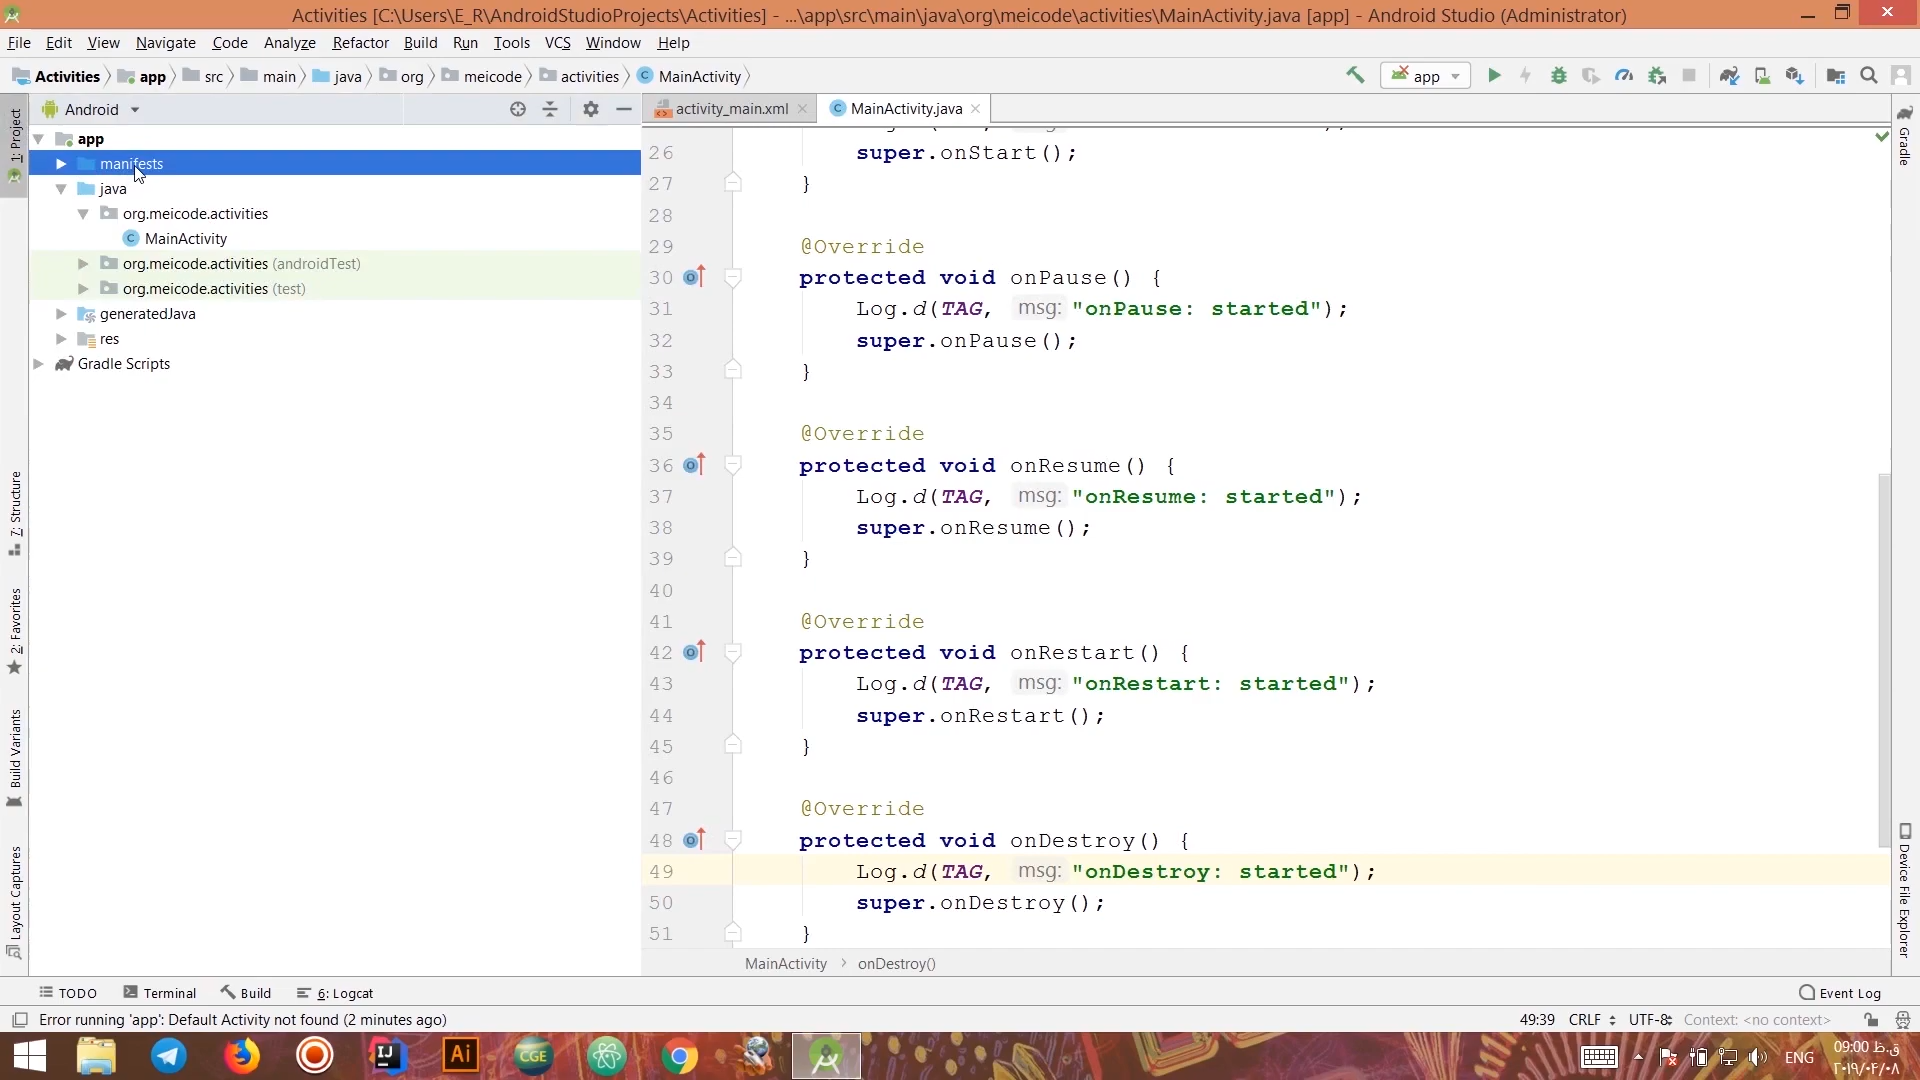 Activities [C:\Users\E_R\AndroidStudioProjects\Activities] - ...\app\src\main\java\org\meicode\activities\MainActivity.java [app] - Android Studio (Administrator)
File Edit View Navigate Code Analyze Refactor Build Run Tools VCS Window Help
Activities app src main java org meicode activities MainActivity app
Android
activity_main.xml MainActivity.java
1: Project
7: Structure
2: Favorites
Build Variants
Layout Captures
app
manifests
java
org.meicode.activities
MainActivity
org.meicode.activities (androidTest)
org.meicode.activities (test)
generatedJava
res
Gradle Scripts
26 super.onStart();
27 }
28
29 @Override
30 protected void onPause() {
31 Log.d(TAG, msg: "onPause: started");
32 super.onPause();
33 }
34
35 @Override
36 protected void onResume() {
37 Log.d(TAG, msg: "onResume: started");
38 super.onResume();
39 }
40
41 @Override
42 protected void onRestart() {
43 Log.d(TAG, msg: "onRestart: started");
44 super.onRestart();
45 }
46
47 @Override
48 protected void onDestroy() {
49 Log.d(TAG, msg: "onDestroy: started");
50 super.onDestroy();
51 }
MainActivity > onDestroy()
Gradle
Device File Explorer
TODO Terminal Build 6: Logcat Event Log
Error running 'app': Default Activity not found (2 minutes ago) 49:39 CRLF UTF-8 Context: <no context>
IJ Ai CGE ENG
09:00 ق.ظ
٢٠١٩/٠٢/٠٨